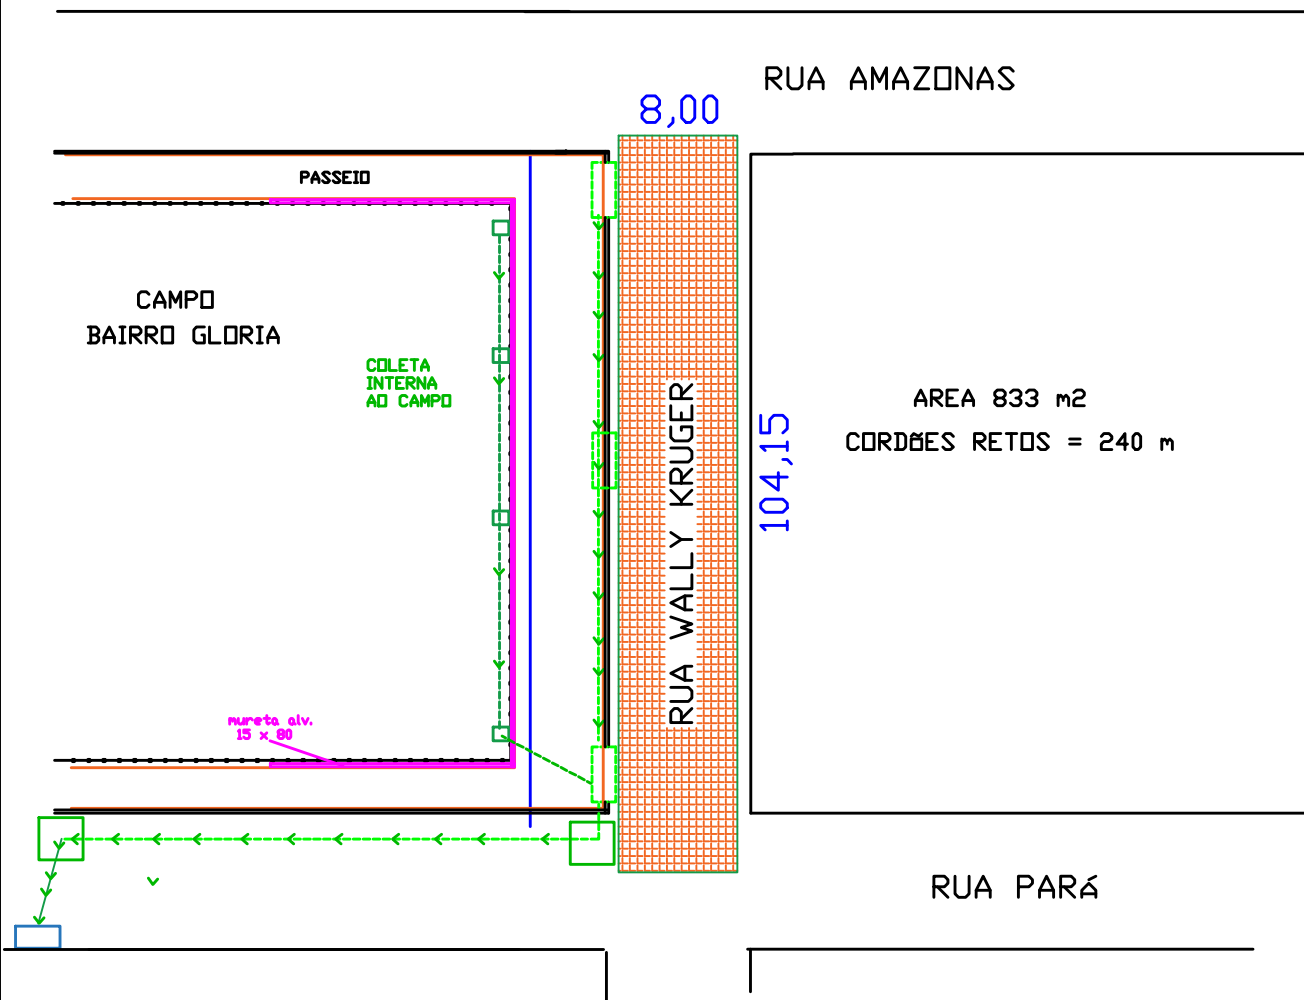 RUA AMAZONAS
8,00
PASSEIO
CAMPO
BAIRRO GLORIA
COLETA
INTERNA
AO CAMPO
RUA WALLY KRUGER
104,15
AREA 833 m2
CORDÕES RETOS = 240 m
mureta alv.
15 x 80
RUA PARá